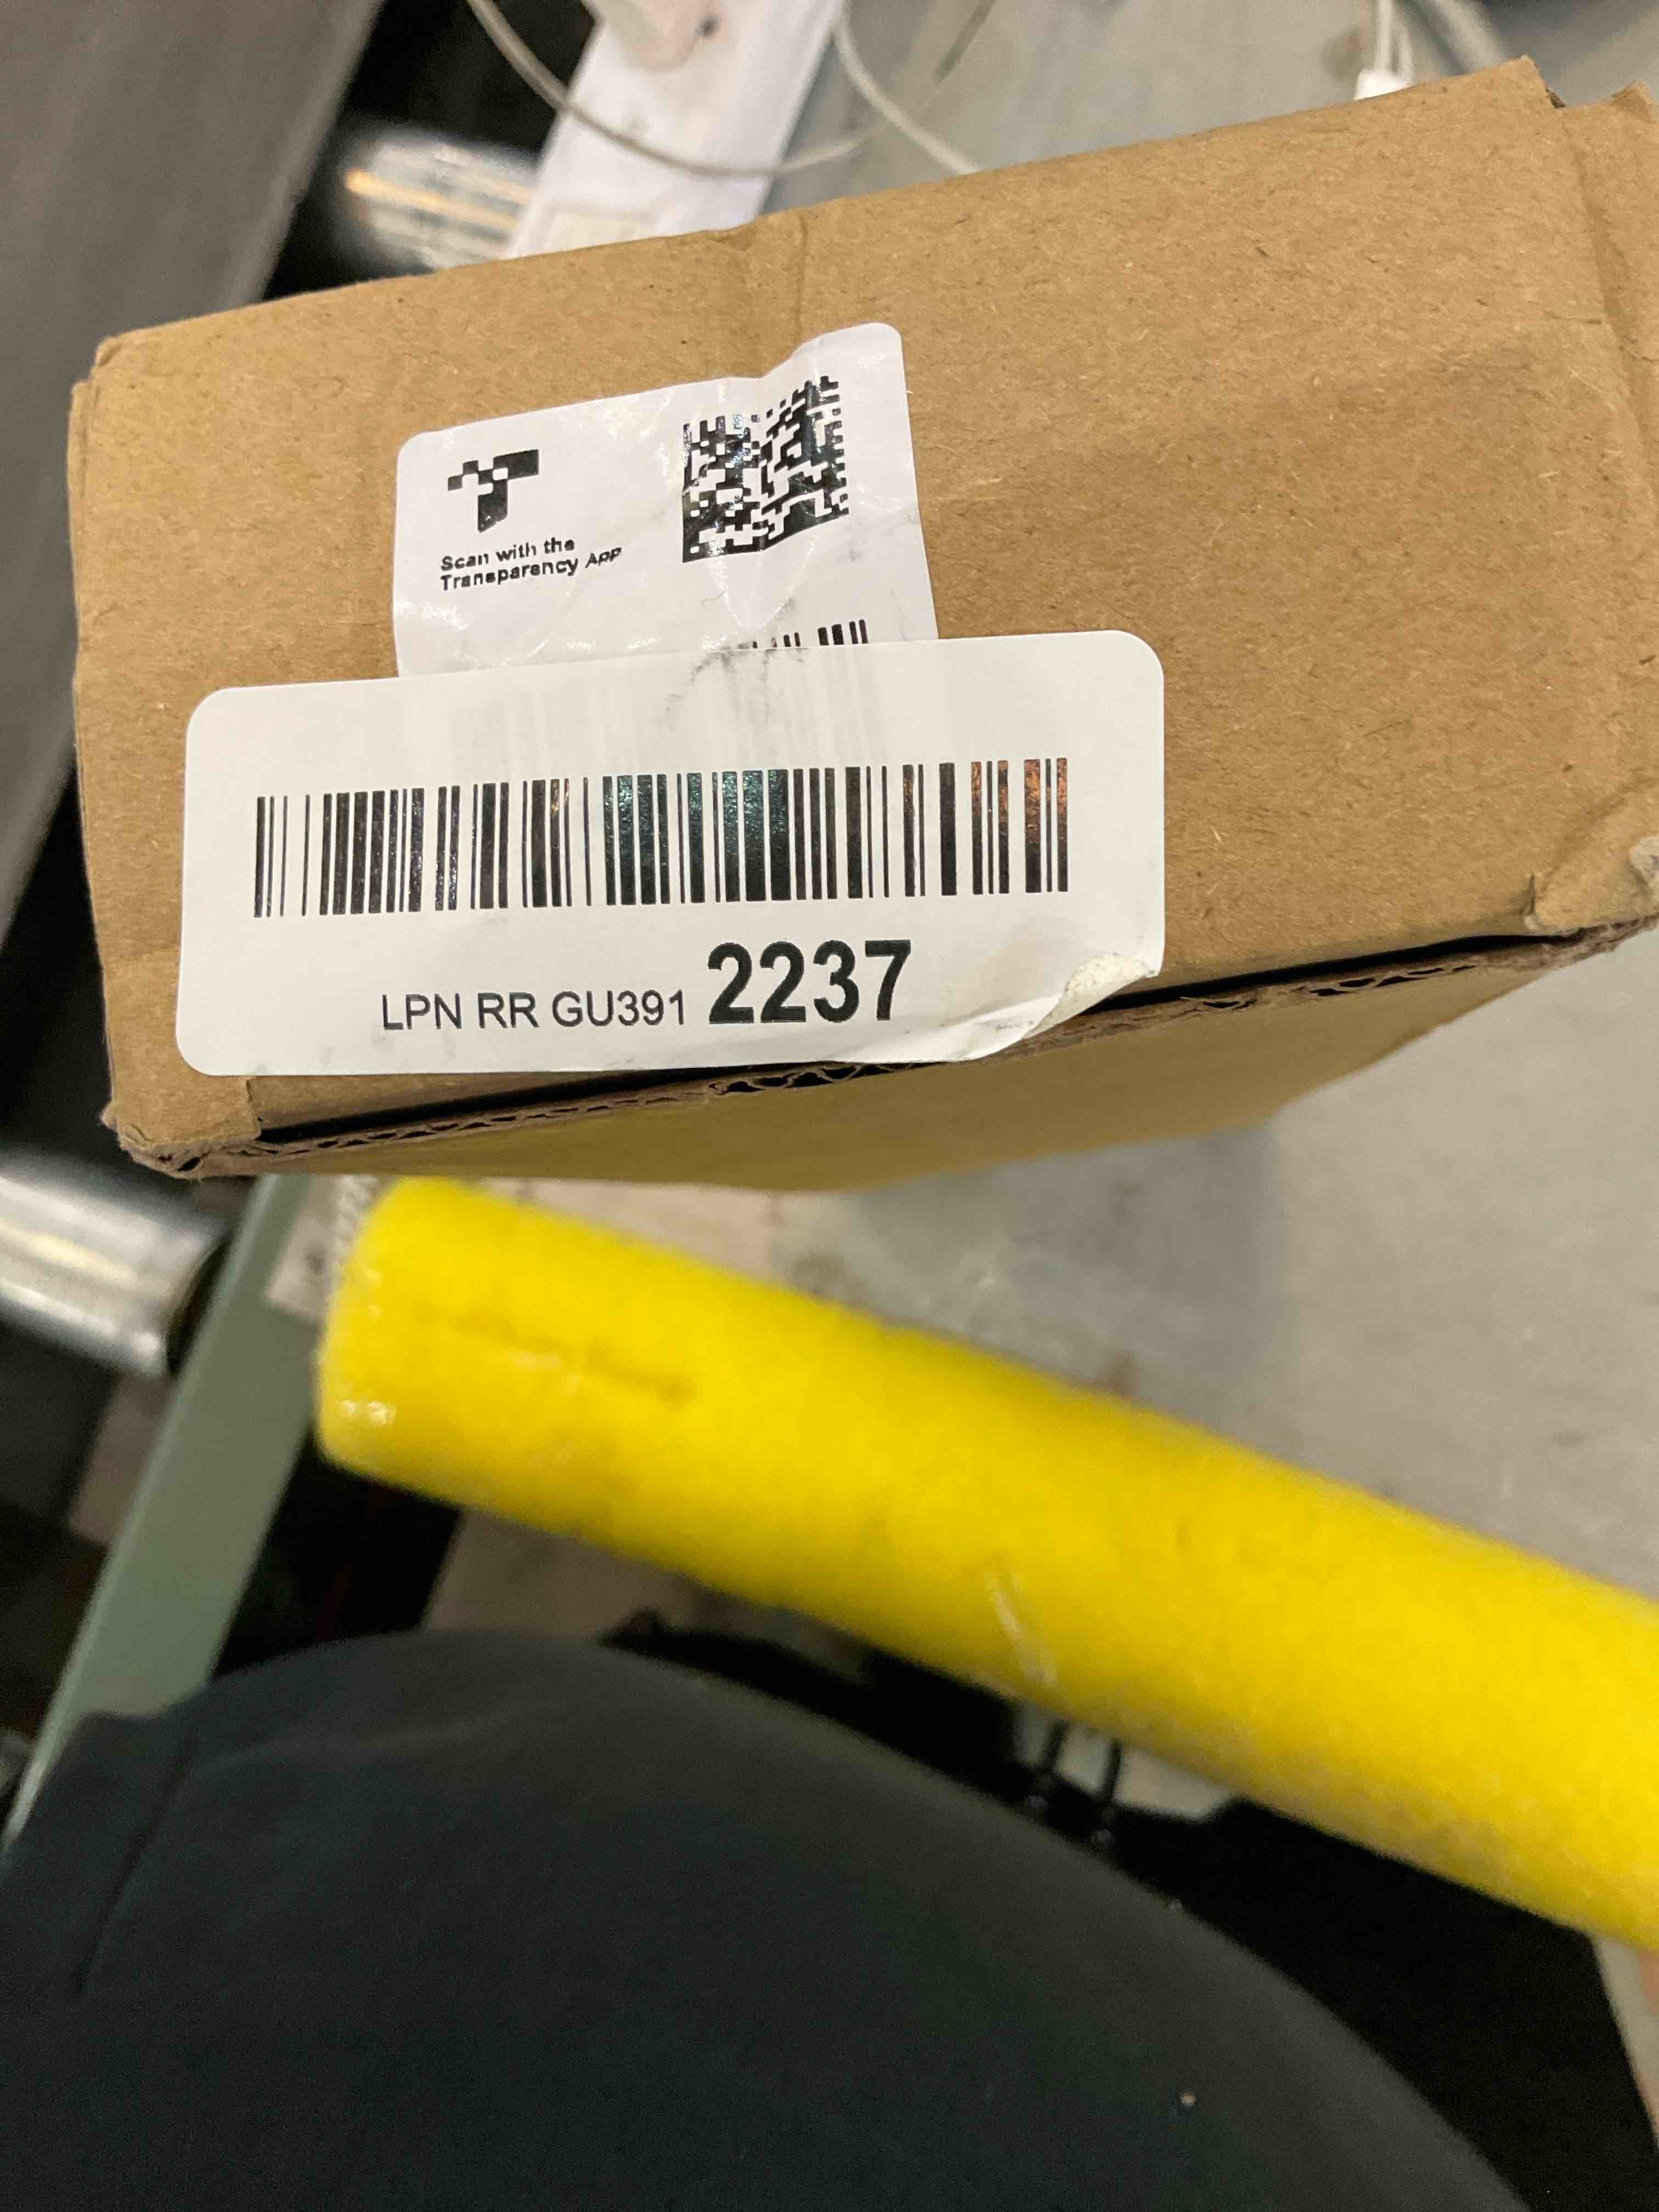 Scan with the
Transparency App
LPN RR GU391 2237